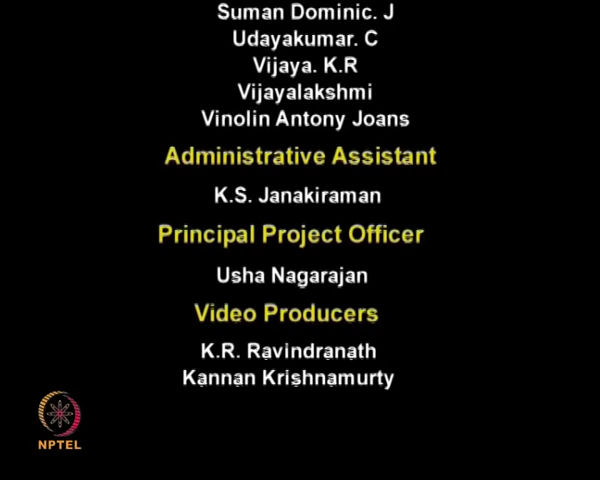 Suman Dominic. J
Udayakumar. C
Vijaya. K.R
Vijayalakshmi
Vinolin Antony Joans
Administrative Assistant
K.S. Janakiraman
Principal Project Officer
Usha Nagarajan
Video Producers
K.R. Ravindranath
Kannan Krishnamurty
NPTEL